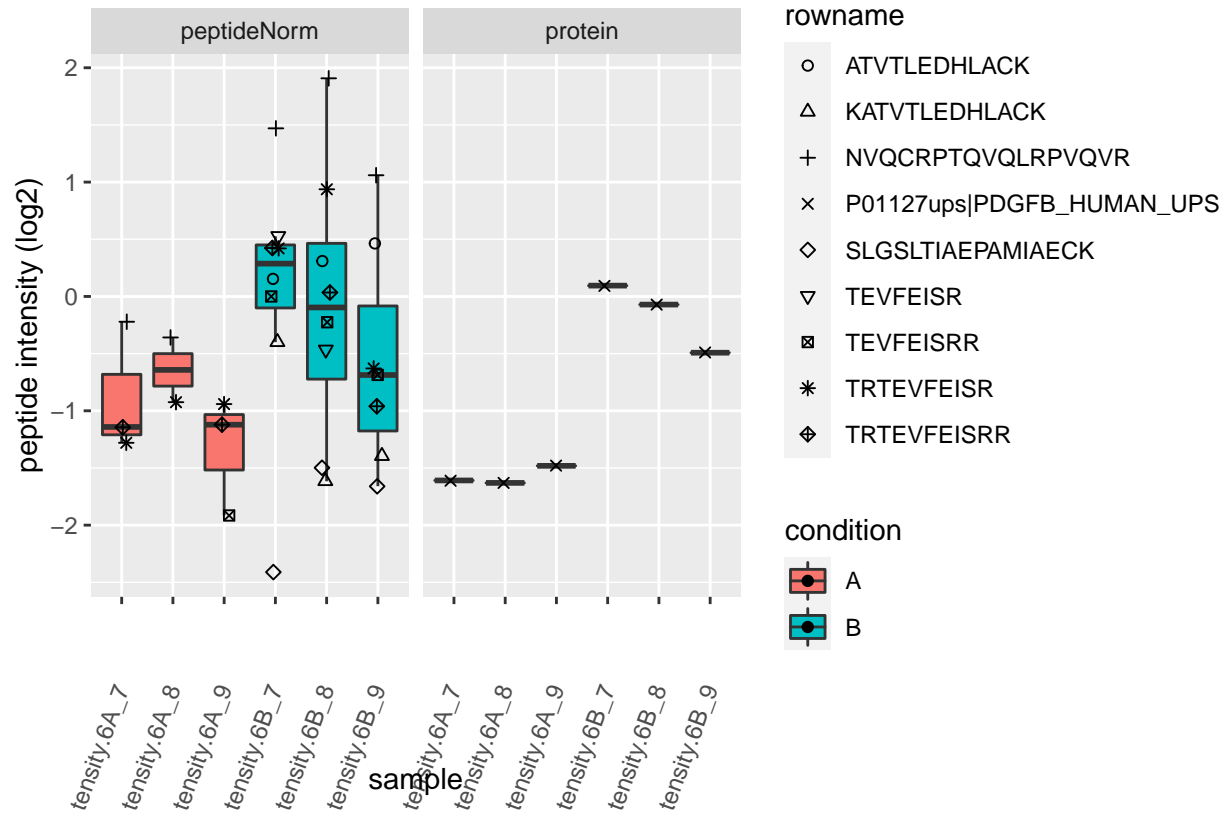 peptideNorm
protein
peptide intensity (log2)
2
1
0
−1
−2
tensity.6A_7
tensity.6A_8
tensity.6A_9
tensity.6B_7
tensity.6B_8
tensity.6B_9
tensity.6A_7
tensity.6A_8
tensity.6A_9
tensity.6B_7
tensity.6B_8
tensity.6B_9
sample
rowname
ATVTLEDHLACK
KATVTLEDHLACK
NVQCRPTQVQLRPVQVR
P01127ups|PDGFB_HUMAN_UPS
SLGSLTIAEPAMIAECK
TEVFEISR
TEVFEISRR
TRTEVFEISR
TRTEVFEISRR
condition
A
B